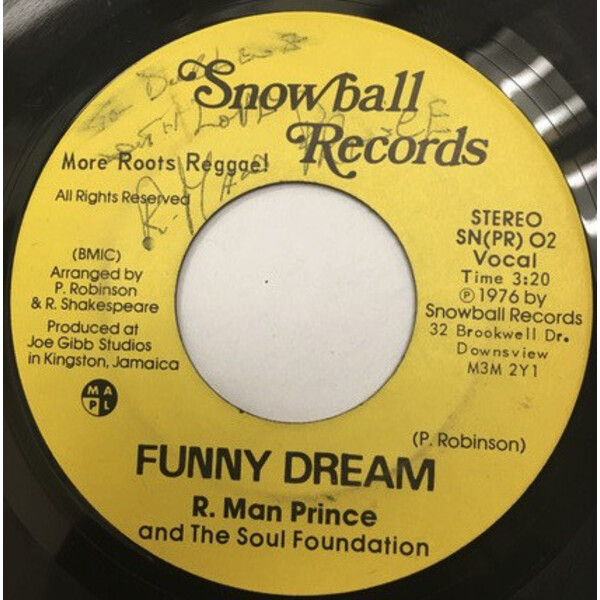 Snowball
Records
More Roots Reggae!
All Rights Reserved
(BMIC)
Arranged by
P. Robinson
& R. Shakespeare
Produced at
Joe Gibb Studios
in Kingston, Jamaica
M A
P L
STEREO
SN(PR) 02
Vocal
Time 3:20
℗ 1976 by
Snowball Records
32 Brookwell Dr.
Downsview
M3M 2Y1
(P. Robinson)
FUNNY DREAM
R. Man Prince
and The Soul Foundation